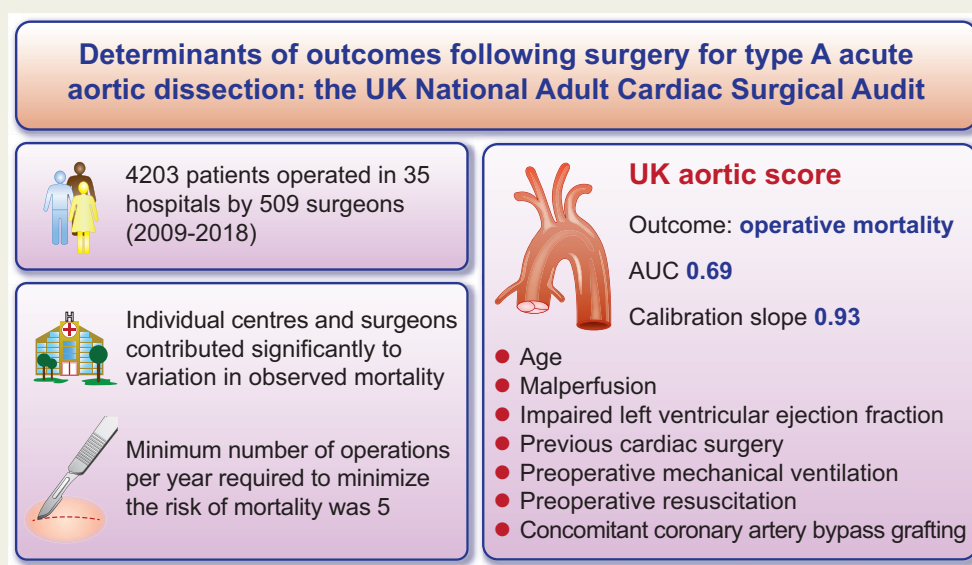 Determinants of outcomes following surgery for type A acute
aortic dissection: the UK National Adult Cardiac Surgical Audit
4203 patients operated in 35
hospitals by 509 surgeons
(2009-2018)
H
Individual centres and surgeons
contributed significantly to
variation in observed mortality
Minimum number of operations
per year required to minimize
the risk of mortality was 5
UK aortic score
Outcome: operative mortality
AUC 0.69
Calibration slope 0.93
Age
Malperfusion
Impaired left ventricular ejection fraction
Previous cardiac surgery
Preoperative mechanical ventilation
Preoperative resuscitation
Concomitant coronary artery bypass grafting